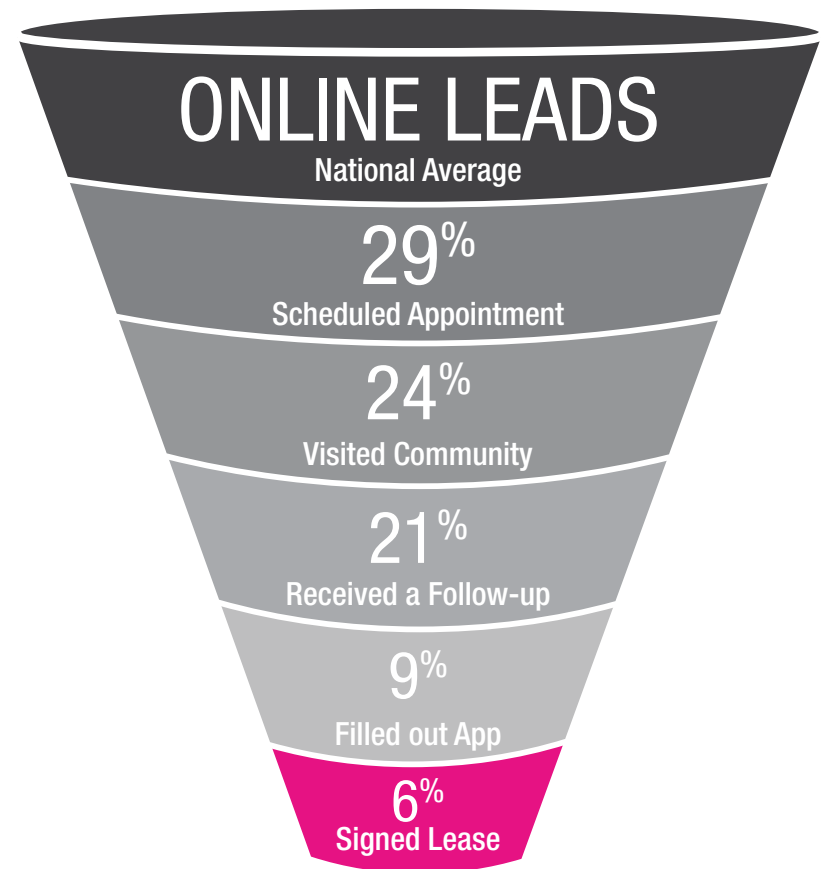 ONLINE LEADS
National Average
29%
Scheduled Appointment
24%
Visited Community
21%
Received a Follow-up
9%
Filled out App
6%
Signed Lease